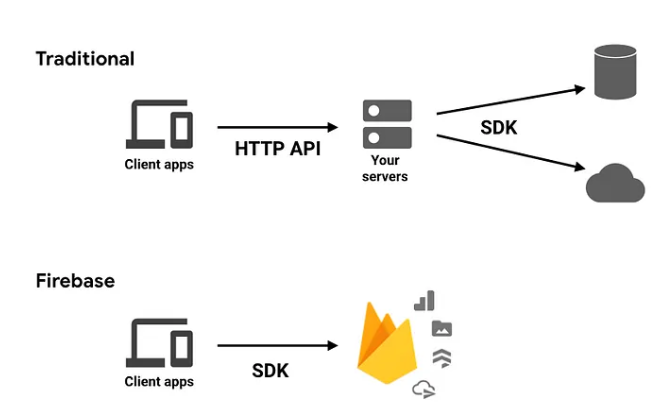 Traditional
Client apps
HTTP API
Your
servers
SDK
Firebase
Client apps
SDK